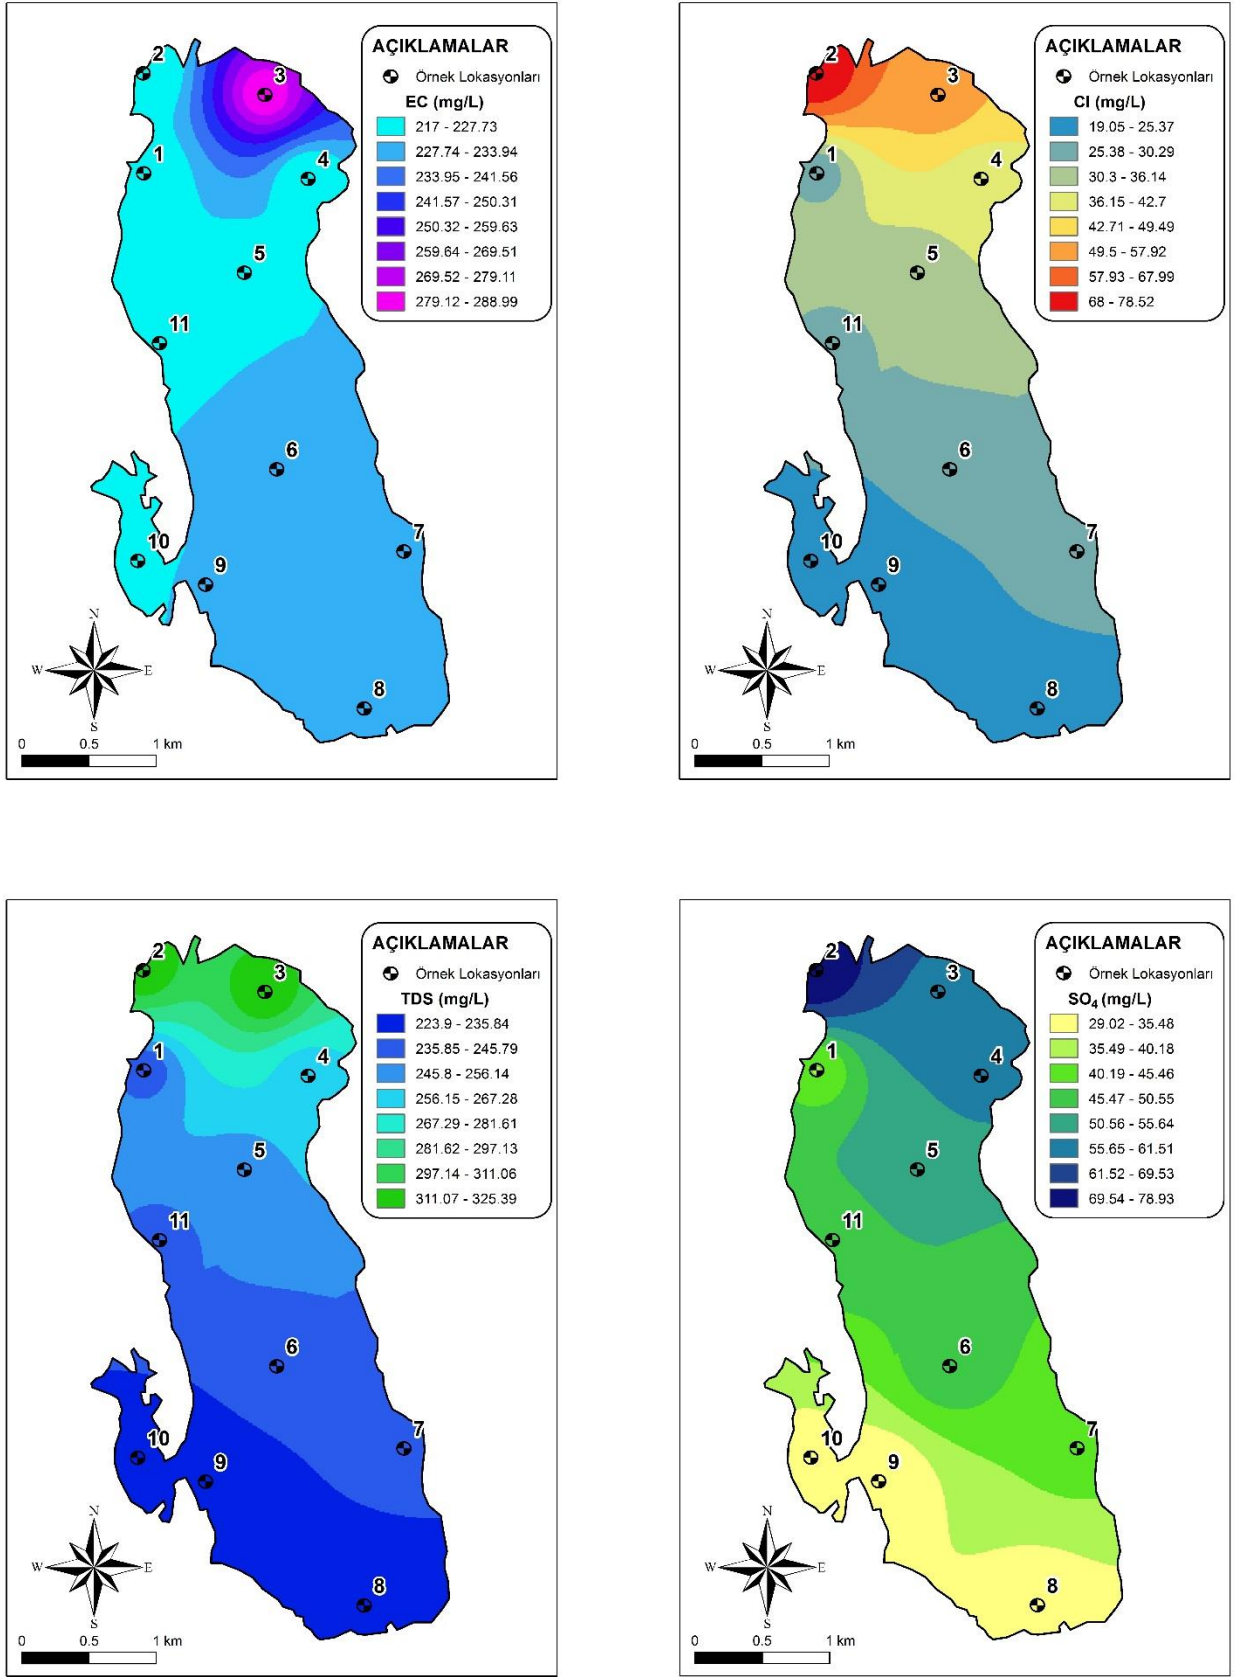 AÇIKLAMALAR
Örnek Lokasyonları
EC (mg/L)
217 - 227.73
227.74 - 233.94
233.95 - 241.56
241.57 - 250.31
250.32 - 259.63
259.64 - 269.51
269.52 - 279.11
279.12 - 288.99
2
3
1
4
5
11
6
7
10
9
8
N
W
E
S
0
0.5
1 km
AÇIKLAMALAR
Örnek Lokasyonları
Cl (mg/L)
19.05 - 25.37
25.38 - 30.29
30.3 - 36.14
36.15 - 42.7
42.71 - 49.49
49.5 - 57.92
57.93 - 67.99
68 - 78.52
2
3
1
4
5
11
6
7
10
9
8
N
W
E
S
0
0.5
1 km
AÇIKLAMALAR
Örnek Lokasyonları
TDS (mg/L)
223.9 - 235.84
235.85 - 245.79
245.8 - 256.14
256.15 - 267.28
267.29 - 281.61
281.62 - 297.13
297.14 - 311.06
311.07 - 325.39
2
3
1
4
5
11
6
7
10
9
8
N
W
E
S
0
0.5
1 km
AÇIKLAMALAR
Örnek Lokasyonları
SO₄ (mg/L)
29.02 - 35.48
35.49 - 40.18
40.19 - 45.46
45.47 - 50.55
50.56 - 55.64
55.65 - 61.51
61.52 - 69.53
69.54 - 78.93
2
3
1
4
5
11
6
7
10
9
8
N
W
E
S
0
0.5
1 km